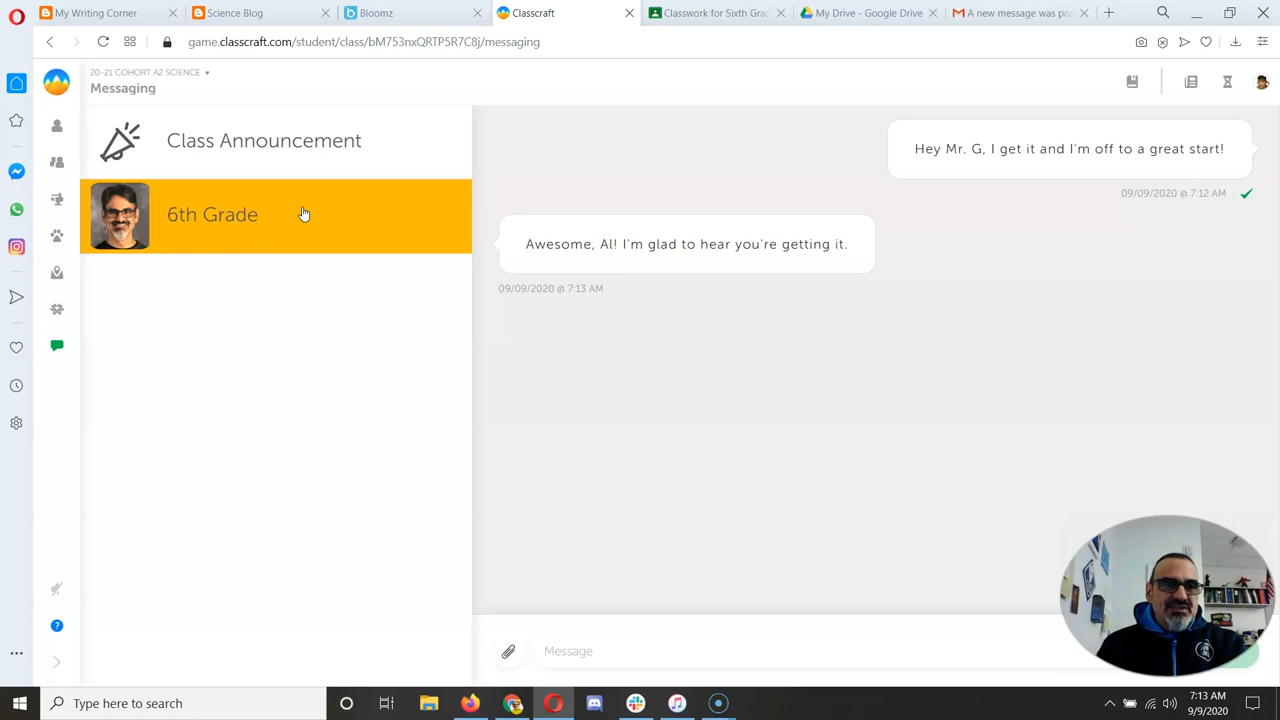 My Writing Corner
Science Blog
Bloomz
Classcraft
Classwork for Sixth Gra
My Drive - Google Drive
A new message was pos
game.classcraft.com/student/class/bM753nxQRTP5R7C8j/messaging
20-21 COHORT A2 SCIENCE
Messaging
Class Announcement
6th Grade
Hey Mr. G, I get it and I'm off to a great start!
09/09/2020 @ 7:12 AM
Awesome, Al! I'm glad to hear you're getting it.
09/09/2020 @ 7:13 AM
Message
Type here to search
7:13 AM
9/9/2020